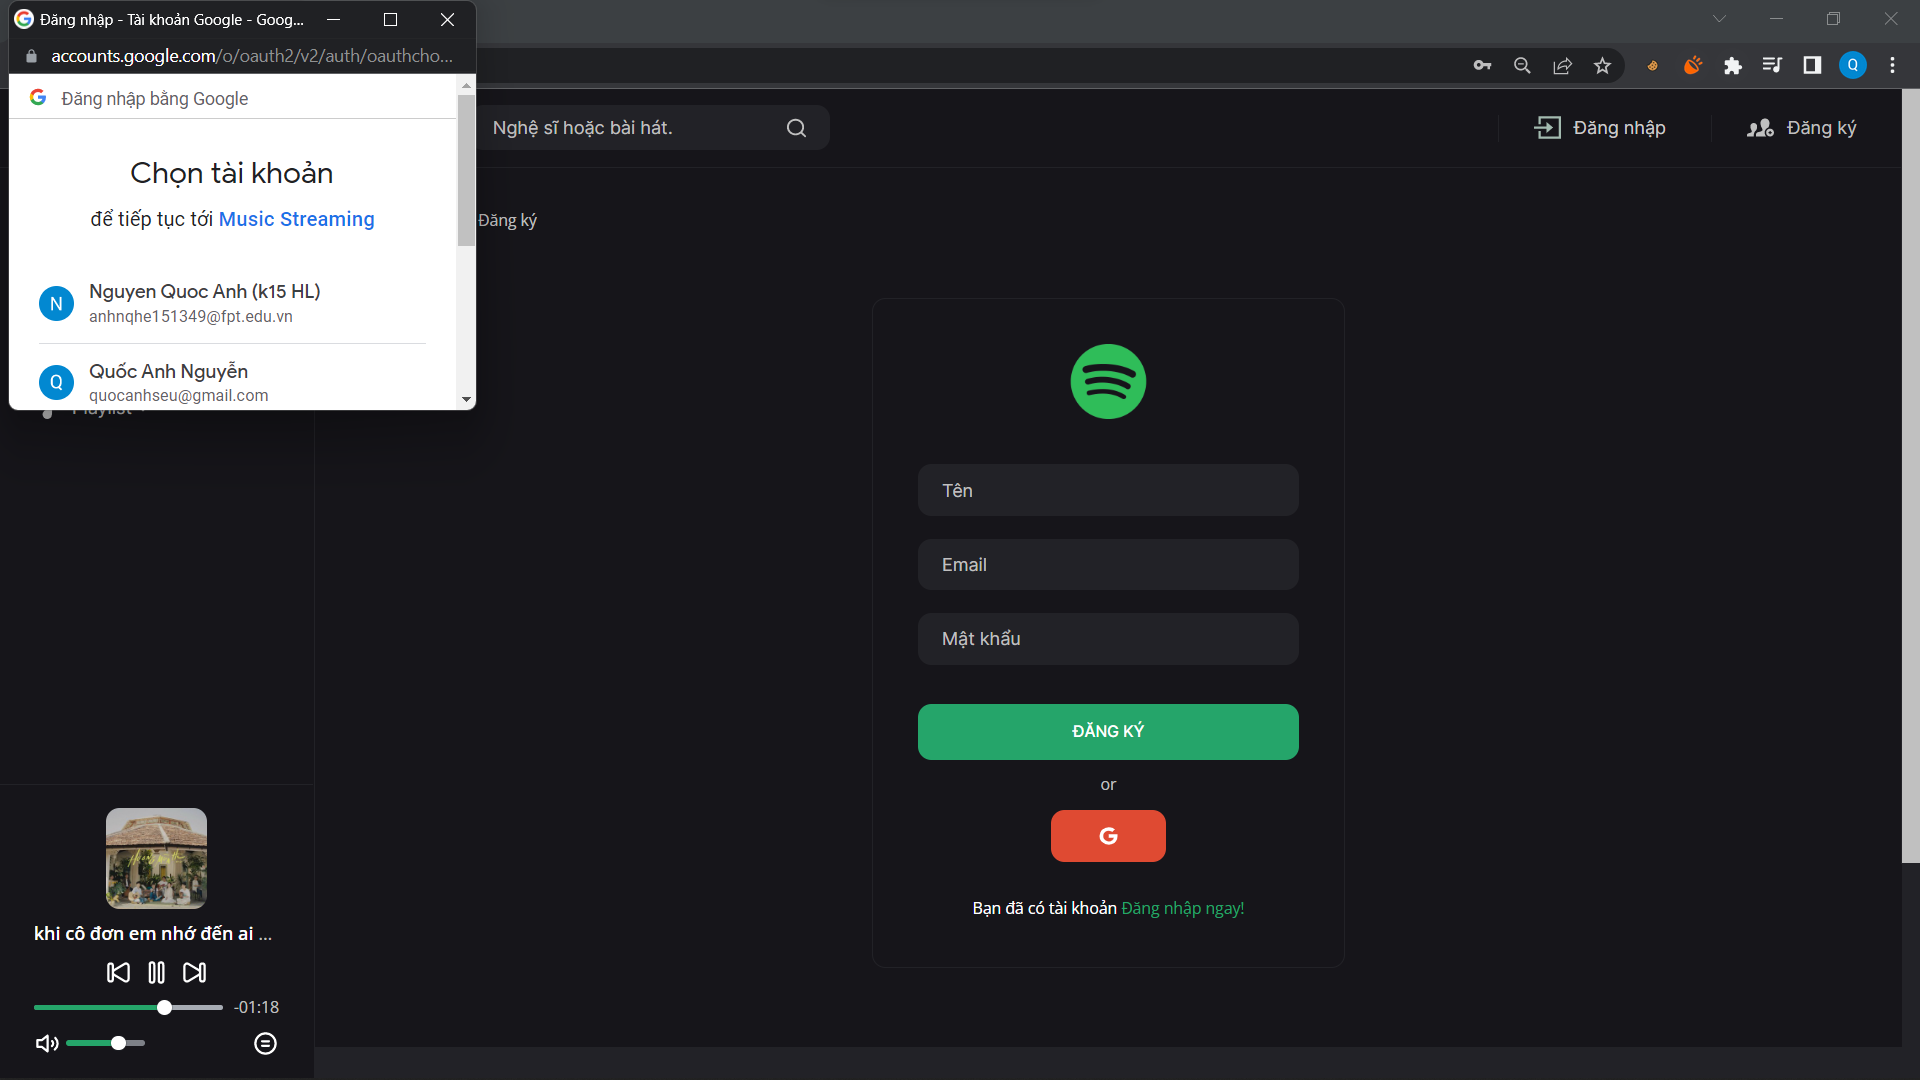 Đăng nhập - Tài khoản Google - Goog...
accounts.google.com/o/oauth2/v2/auth/oauthcho...
Đăng nhập bằng Google
Chọn tài khoản
để tiếp tục tới Music Streaming
N
Nguyen Quoc Anh (k15 HL)
anhnqhe151349@fpt.edu.vn
Q
Quốc Anh Nguyễn
quocanhseu@gmail.com
Q
Nghệ sĩ hoặc bài hát.
Đăng nhập
Đăng ký
Đăng ký
Playlist
Tên
Email
Mật khẩu
ĐĂNG KÝ
or
G
Bạn đã có tài khoản Đăng nhập ngay!
khi cô đơn em nhớ đến ai ...
-01:18